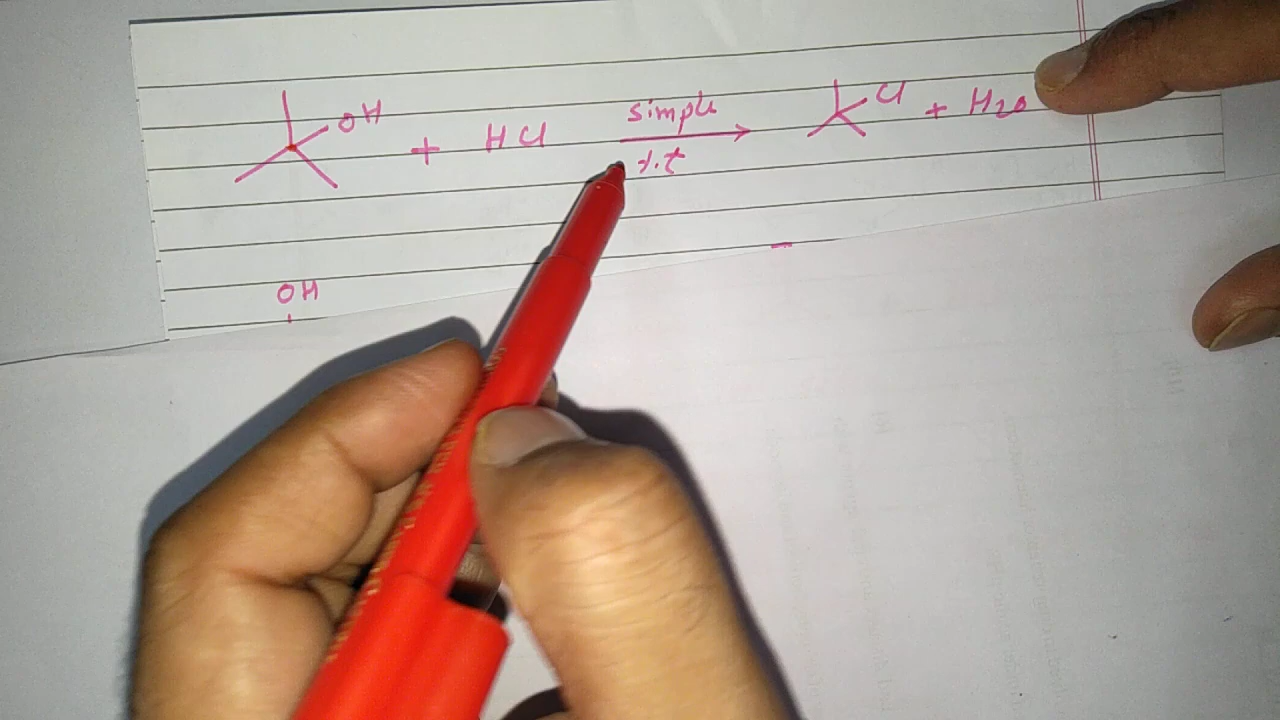 simple
OH + HCl → Cl + H2O
r.t
OH